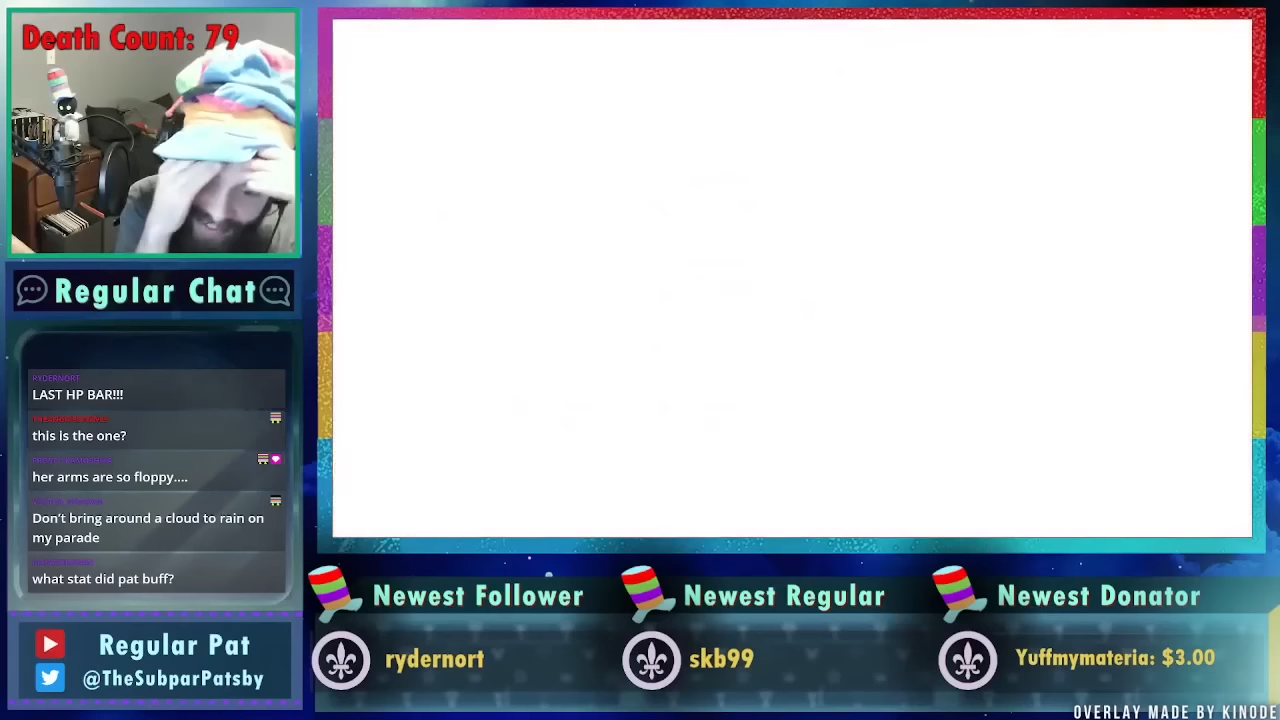 Death Count: 79
Regular Chat
RYDERNORT
LAST HP BAR!!!
this is the one?
her arms are so floppy....
Don't bring around a cloud to rain on
my parade
what stat did pat buff?
Regular Pat
@TheSubparPatsby
Newest Follower
rydernort
Newest Regular
skb99
Newest Donator
Yuffmymateria: $3.00
OVERLAY MADE BY KINODE